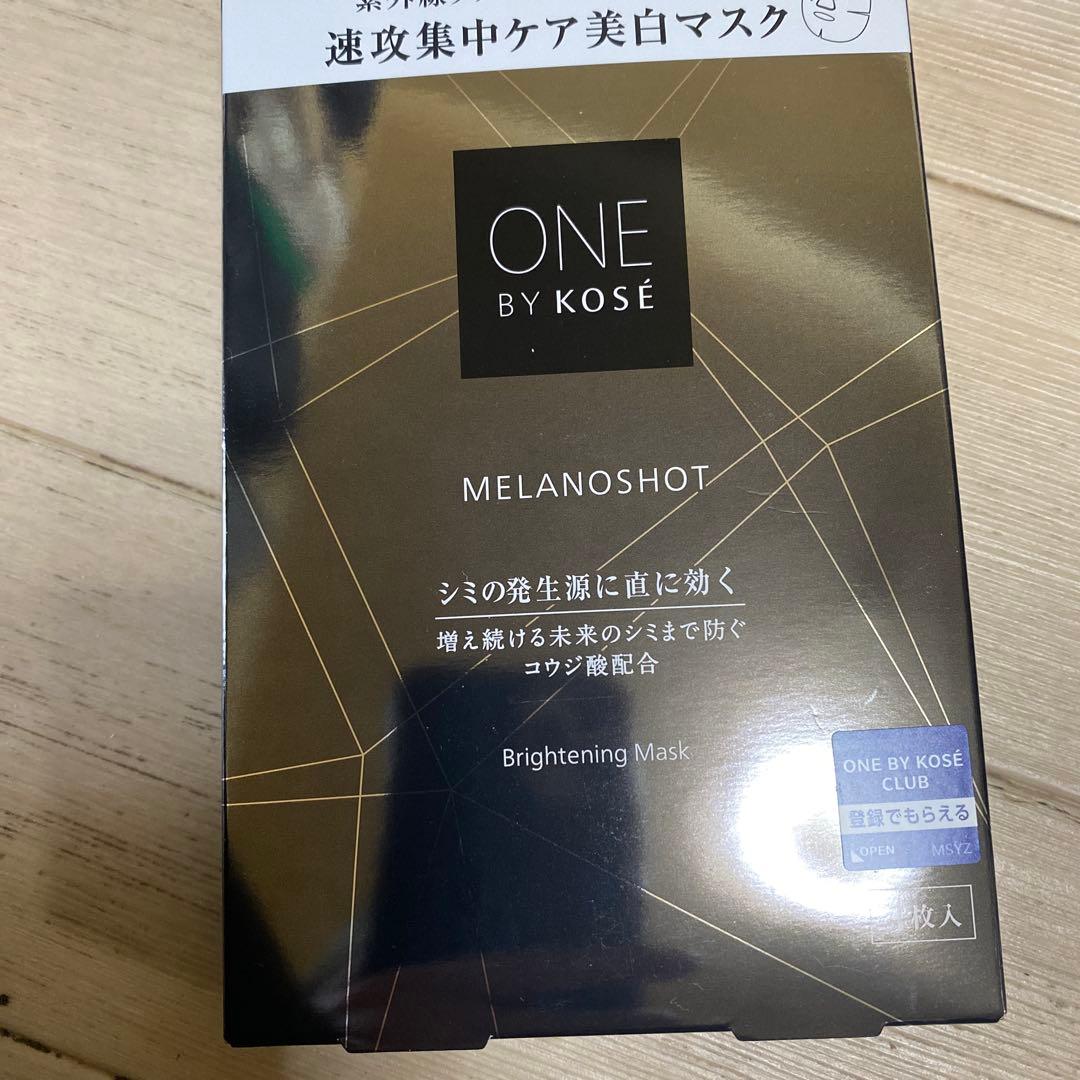 速攻集中ケア美白マスク
ONE
BY KOSÉ
MELANOSHOT
シミの発生源に直に効く
増え続ける未来のシミまで防ぐ
コウジ酸配合
Brightening Mask
ONE BY KOSÉ
CLUB
登録でもらえる
OPEN MSYZ
枚入